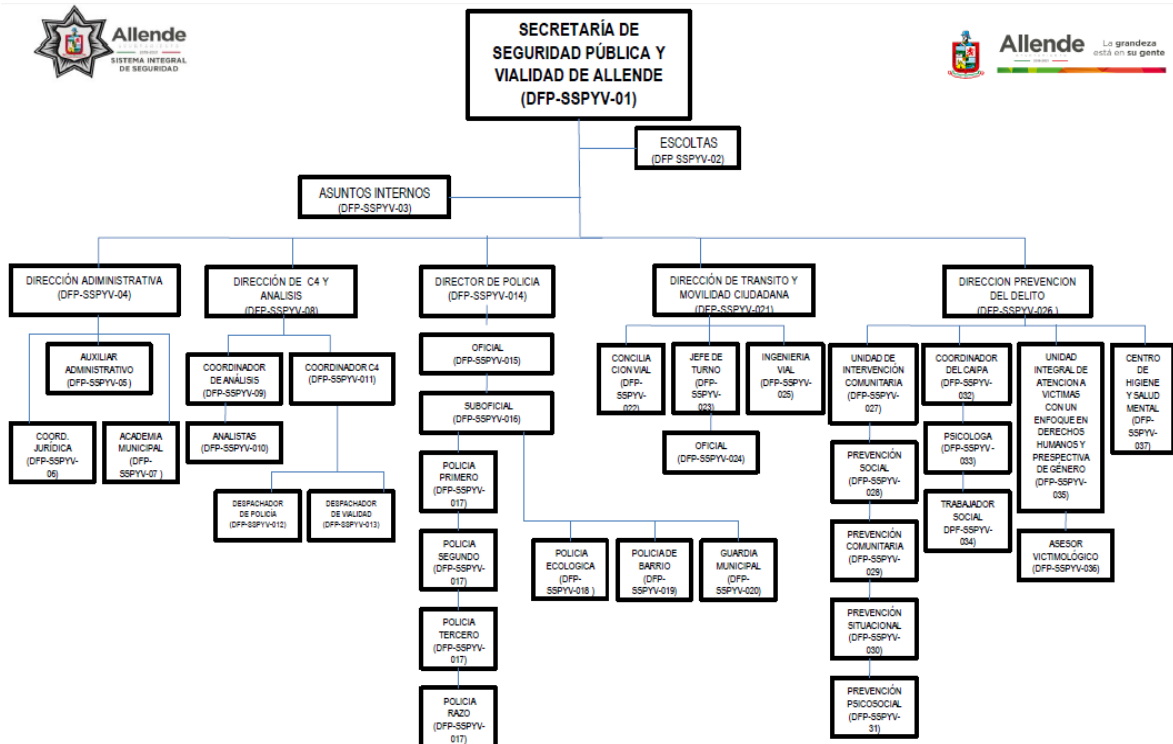 Allende
AYUNTAMIENTO
SISTEMA INTEGRAL
DE SEGURIDAD
SECRETARÍA DE
SEGURIDAD PÚBLICA Y
VIALIDAD DE ALLENDE
(DFP-SSPYV-01)
Allende
La grandeza
está en su gente
ESCOLTAS
(DFP SSPYV-02)
ASUNTOS INTERNOS
(DFP-SSPYV-03)
DIRECCIÓN ADIMINISTRATIVA
(DFP-SSPYV-04)
DIRECCIÓN DE C4 Y
ANALISIS
(DFP-SSPYV-08)
DIRECTOR DE POLICIA
(DFP-SSPYV-014)
DIRECCIÓN DE TRANSITO Y
MOVILIDAD CIUDADANA
(DFP-SSPYV-021)
DIRECCION PREVENCION
DEL DELITO
(DFP-SSPYV-026 )
AUXILIAR
ADMINISTRATIVO
(DFP-SSPYV-05 )
COORD.
JURÍDICA
(DFP-SSPYV-
06)
ACADEMIA
MUNICIPAL
(DFP-
SSPYV-07 )
COORDINADOR
DE ANÁLISIS
(DFP-SSPYV-09)
COORDINADOR C4
(DFP-SSPYV-011)
ANALISTAS
(DFP-SSPYV-010)
DESPACHADOR
DE POLICÍA
(DFP-SSPYV-012)
DESPACHADOR
DE VIALIDAD
(DFP-SSPYV-013)
OFICIAL
(DFP-SSPYV-015)
SUBOFICIAL
(DFP-SSPYV-016)
POLICIA
PRIMERO
(DFP-SSPYV-
017)
POLICIA
SEGUNDO
(DFP-SSPYV-
017)
POLICIA
TERCERO
(DFP-SSPYV-
017)
POLICIA
RAZO
(DFP-SSPYV-
017)
POLICIA
ECOLOGICA
(DFP-
SSPYV-018 )
POLICIA DE
BARRIO
(DFP-
SSPYV-019)
GUARDIA
MUNICIPAL
(DFP-
SSPYV-020)
CONCILIA
CION VIAL
(DFP-
SSPYV-
022)
JEFE DE
TURNO
(DFP-
SSPYV-
023)
INGENIERIA
VIAL
(DFP-SSPYV-
025)
OFICIAL
(DFP-SSPYV-024)
UNIDAD DE
INTERVENCIÓN
COMUNITARIA
(DFP-SSPYV-
027)
PREVENCIÓN
SOCIAL
(DFP-SSPYV-
028)
PREVENCIÓN
COMUNITARIA
(DFP-SSPYV-
029)
PREVENCIÓN
SITUACIONAL
(DFP-SSPYV-
030)
PREVENCIÓN
PSICOSOCIAL
(DFP-SSPYV-
31)
COORDINADOR
DEL CAIPA
(DFP-SSPYV-
032)
PSICOLOGA
(DFP-SSPYV-
033)
TRABAJADOR
SOCIAL
DPF-SSPYV-
034)
UNIDAD
INTEGRAL DE
ATENCION A
VICTIMAS
CON UN
ENFOQUE EN
DERECHOS
HUMANOS Y
PRESPECTIVA
DE GÉNERO
(DFP-SSPYV-
035)
ASESOR
VICTIMOLÓGICO
(DFP-SSPYV-036)
CENTRO
DE
HIGIENE
Y SALUD
MENTAL
(DFP-
SSPYV-
037)